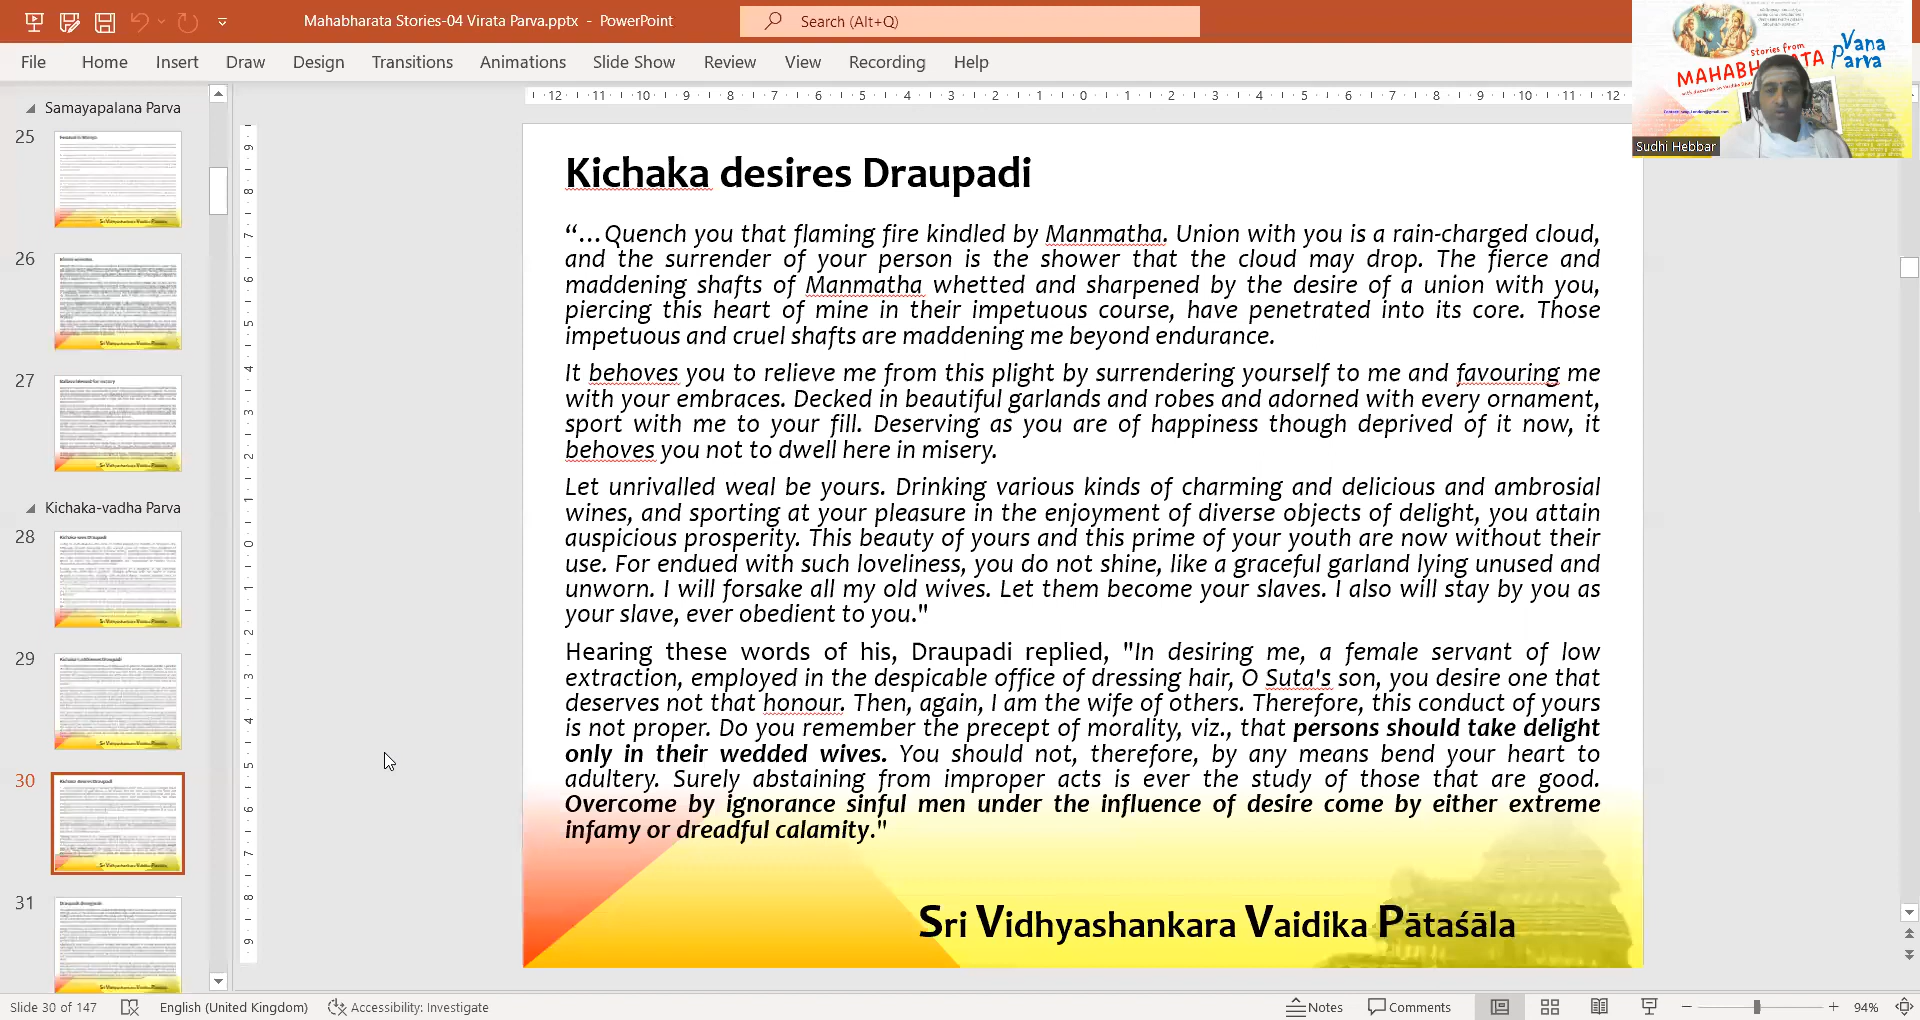 Mahabharata Stories-04 Virata Parva.pptx - PowerPoint
Search (Alt+Q)
File Home Insert Draw Design Transitions Animations Slide Show Review View Recording Help
Stories from
MAHABHARATA
Vana
Parva
Sudhi Hebbar
Samayapalana Parva
25
26
27
Kichaka-vadha Parva
28
29
30
31
Kichaka desires Draupadi
“...Quench you that flaming fire kindled by Manmatha. Union with you is a rain-charged cloud,
and the surrender of your person is the shower that the cloud may drop. The fierce and
maddening shafts of Manmatha whetted and sharpened by the desire of a union with you,
piercing this heart of mine in their impetuous course, have penetrated into its core. Those
impetuous and cruel shafts are maddening me beyond endurance.
It behoves you to relieve me from this plight by surrendering yourself to me and favouring me
with your embraces. Decked in beautiful garlands and robes and adorned with every ornament,
sport with me to your fill. Deserving as you are of happiness though deprived of it now, it
behoves you not to dwell here in misery.
Let unrivalled weal be yours. Drinking various kinds of charming and delicious and ambrosial
wines, and sporting at your pleasure in the enjoyment of diverse objects of delight, you attain
auspicious prosperity. This beauty of yours and this prime of your youth are now without their
use. For endued with such loveliness, you do not shine, like a graceful garland lying unused and
unworn. I will forsake all my old wives. Let them become your slaves. I also will stay by you as
your slave, ever obedient to you."
Hearing these words of his, Draupadi replied, "In desiring me, a female servant of low
extraction, employed in the despicable office of dressing hair, O Suta's son, you desire one that
deserves not that honour. Then, again, I am the wife of others. Therefore, this conduct of yours
is not proper. Do you remember the precept of morality, viz., that persons should take delight
only in their wedded wives. You should not, therefore, by any means bend your heart to
adultery. Surely abstaining from improper acts is ever the study of those that are good.
Overcome by ignorance sinful men under the influence of desire come by either extreme
infamy or dreadful calamity."
Sri Vidhyashankara Vaidika Pātaśāla
Slide 30 of 147 English (United Kingdom) Accessibility: Investigate Notes Comments 94%